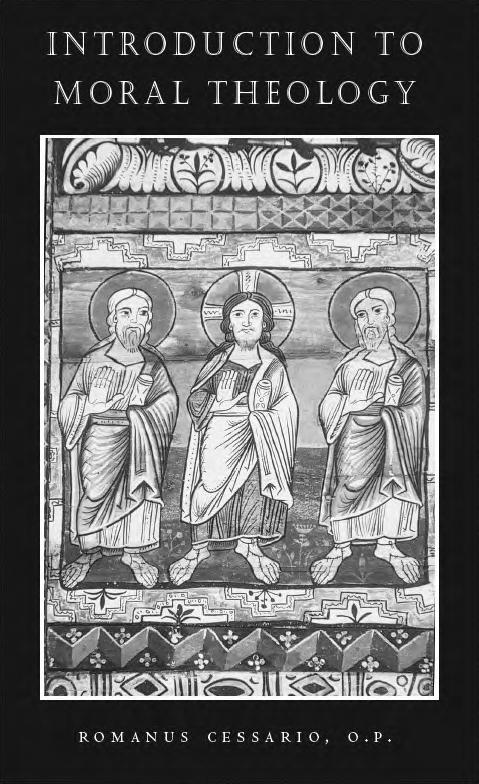 INTRODUCTION TO
MORAL THEOLOGY
ROMANUS CESSARIO, O.P.